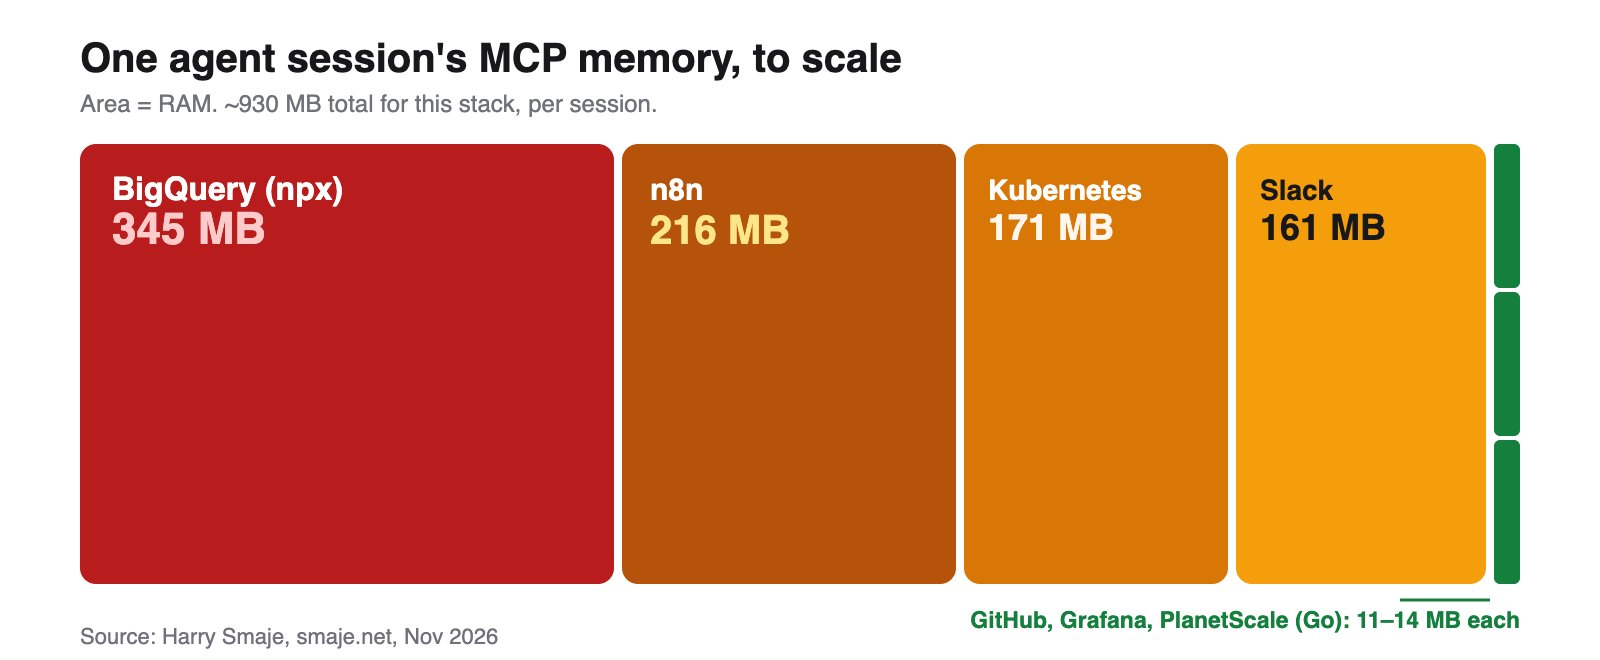 One agent session's MCP memory, to scale
Area = RAM. ~930 MB total for this stack, per session.
BigQuery (npx)
345 MB
n8n
216 MB
Kubernetes
171 MB
Slack
161 MB
GitHub, Grafana, PlanetScale (Go): 11–14 MB each
Source: Harry Smaje, smaje.net, Nov 2026